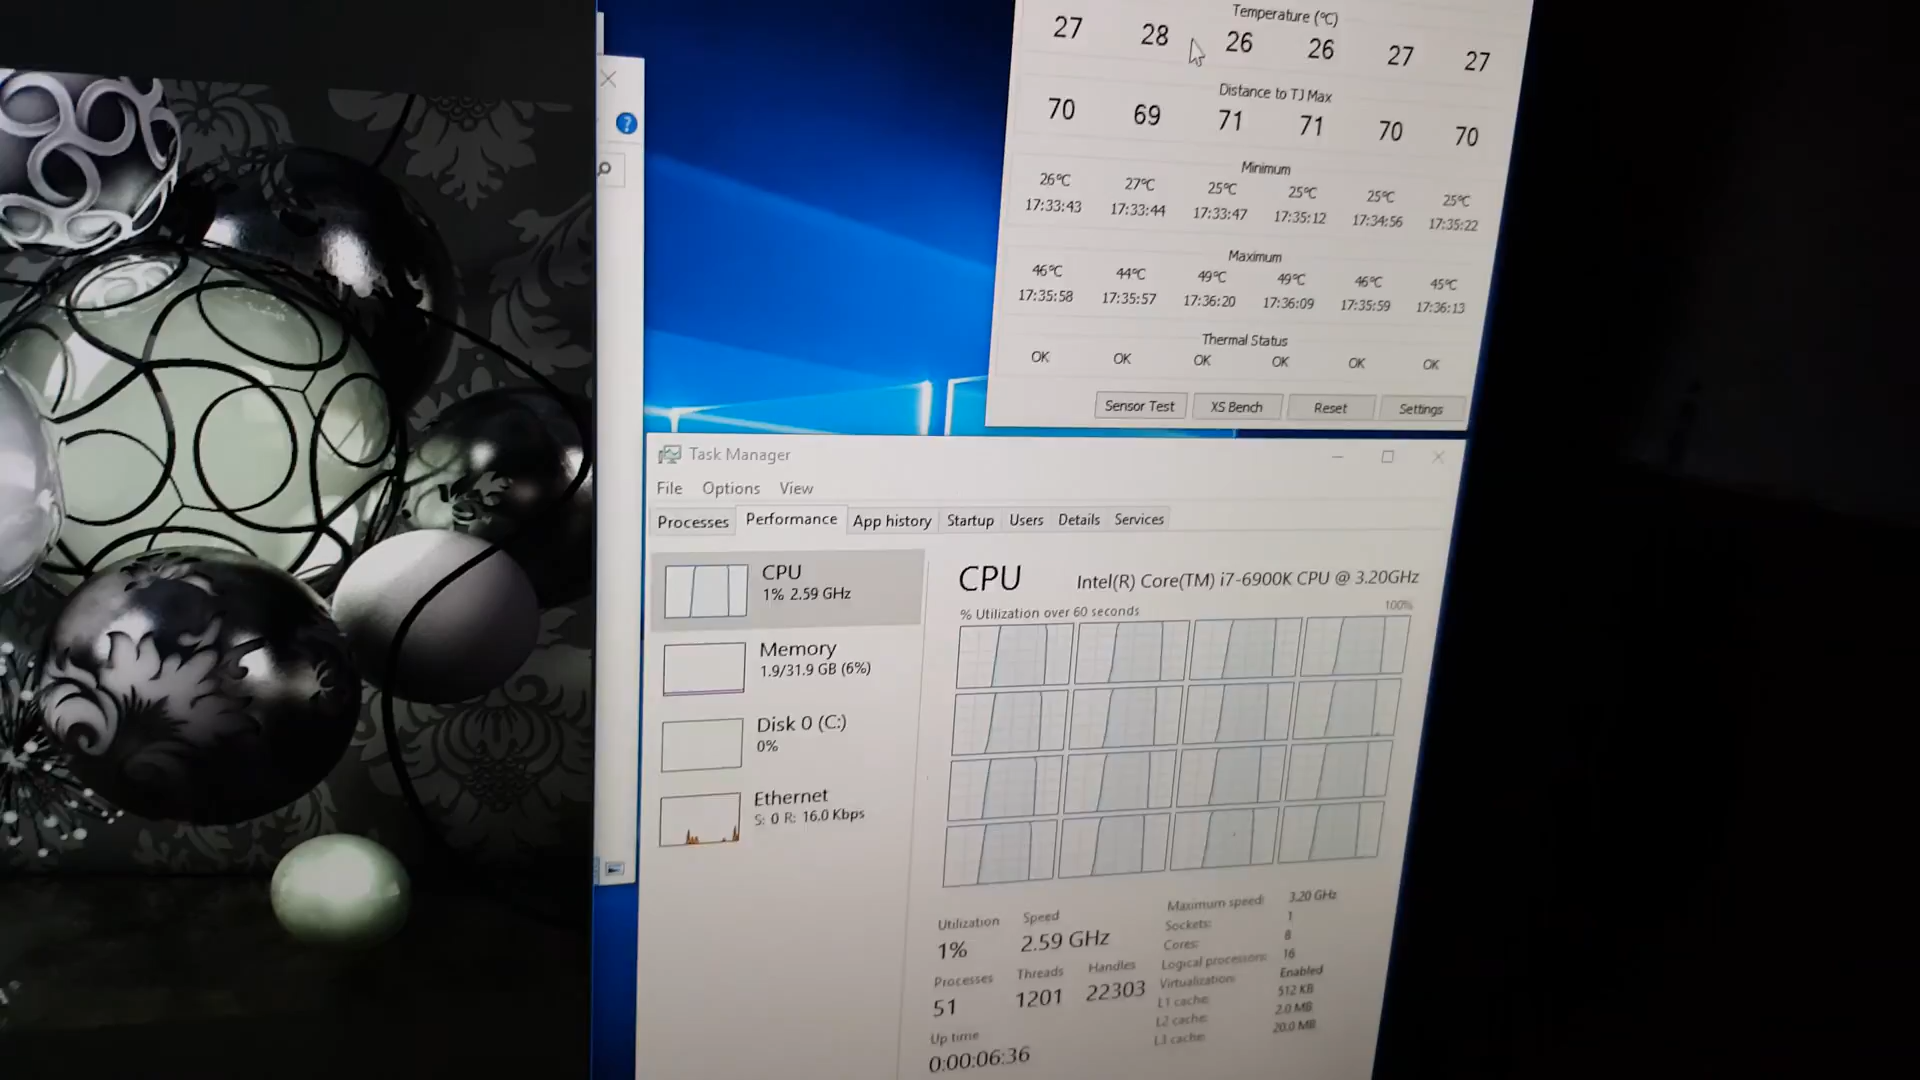 Temperature (°C)
27 28 26 26 27 27
Distance to TJ Max
70 69 71 71 70 70
Minimum
26°C 27°C 25°C 25°C 25°C 25°C
17:33:43 17:33:44 17:33:47 17:35:12 17:34:56 17:35:22
Maximum
46°C 44°C 49°C 49°C 46°C 45°C
17:35:58 17:35:57 17:36:20 17:36:09 17:35:59 17:36:13
Thermal Status
OK OK OK OK OK OK
Sensor Test XS Bench Reset Settings
Task Manager
File Options View
Processes Performance App history Startup Users Details Services
CPU
1% 2.59 GHz
Memory
1.9/31.9 GB (6%)
Disk 0 (C:)
0%
Ethernet
S: 0 R: 16.0 Kbps
CPU Intel(R) Core(TM) i7-6900K CPU @ 3.20GHz
% Utilization over 60 seconds 100%
Utilization Speed
1% 2.59 GHz
Processes Threads Handles
51 1201 22303
Up time
0:00:06:36
Maximum speed: 3.20 GHz
Sockets: 1
Cores: 8
Logical processors: 16
Virtualization: Enabled
L1 cache: 512 KB
L2 cache: 2.0 MB
L3 cache: 20.0 MB